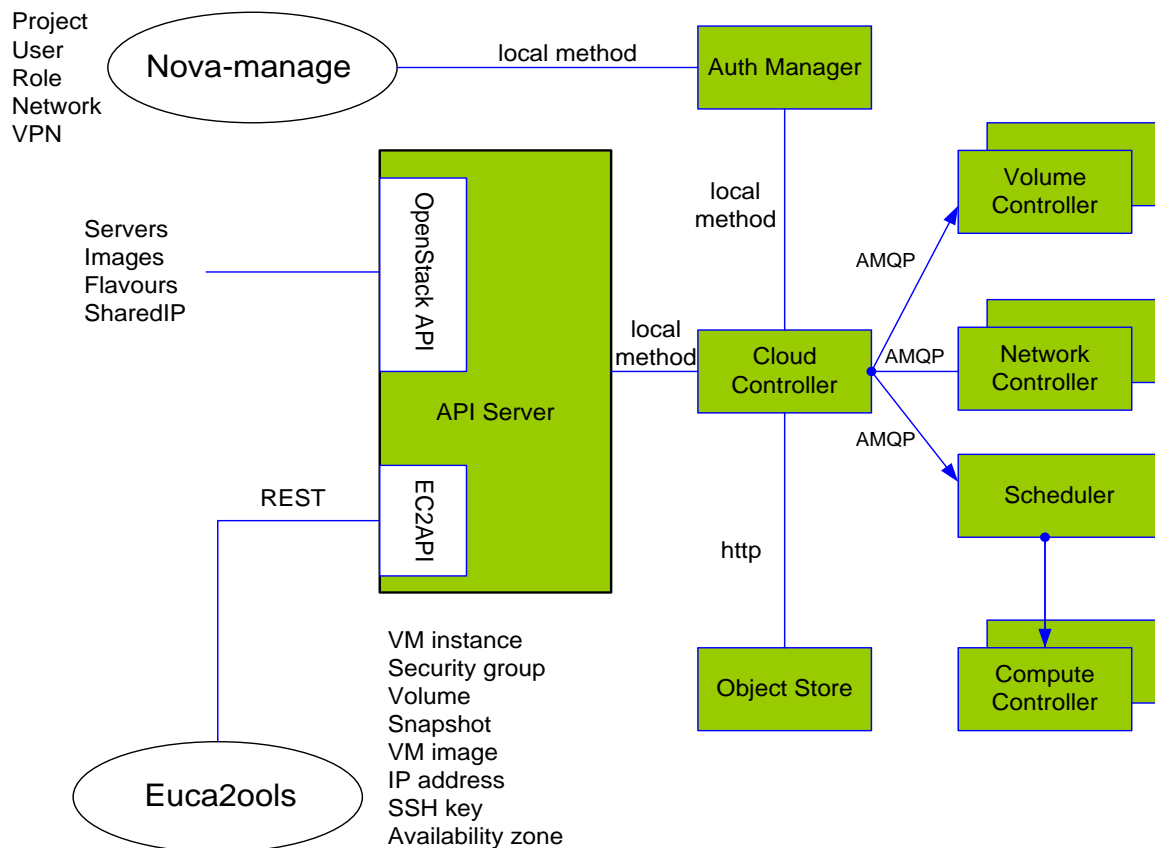 Project
User
Role
Network
VPN
Nova-manage
local method
Auth Manager
local
method
Volume
Controller
OpenStack API
Servers
Images
Flavours
SharedIP
AMQP
local
method
Cloud
Controller
AMQP
Network
Controller
API Server
AMQP
Scheduler
EC2API
REST
http
VM instance
Security group
Volume
Snapshot
VM image
IP address
SSH key
Availability zone
Object Store
Compute
Controller
Euca2ools